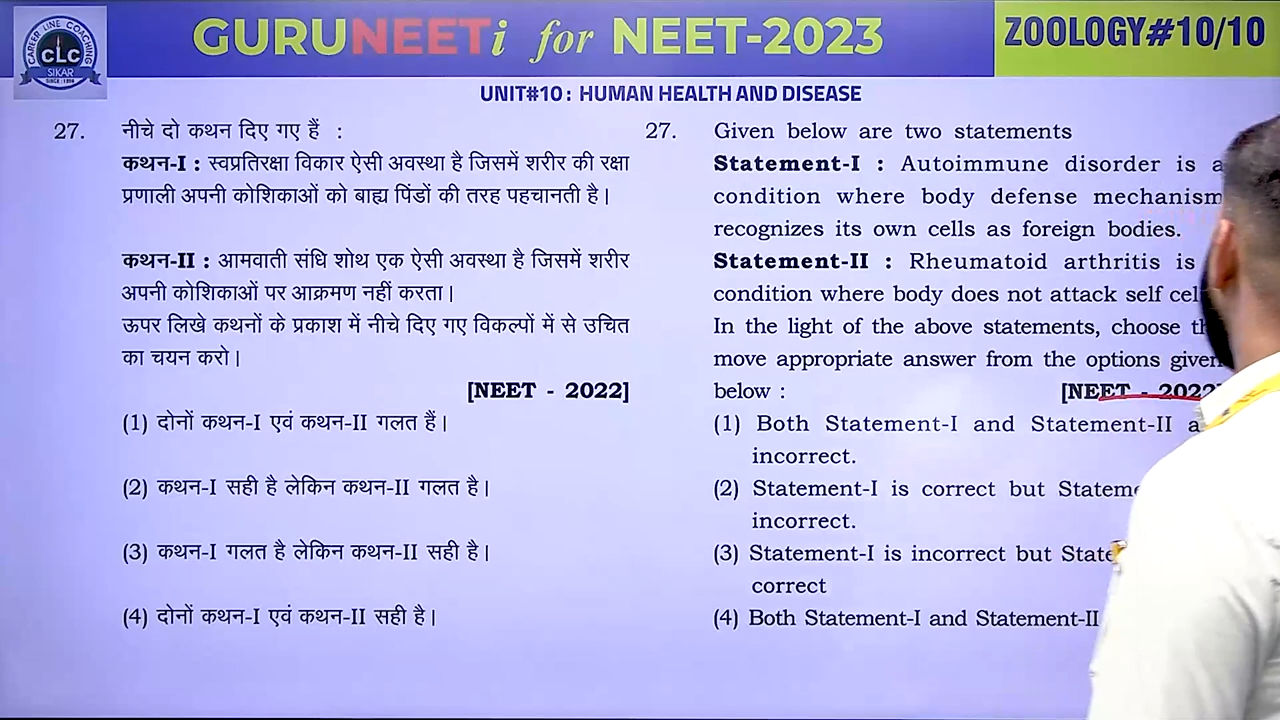 GURUNEETi for NEET-2023
ZOOLOGY#10/10
CAREER LINE COACHING
CLC
SIKAR
SINCE : 1996
UNIT#10 : HUMAN HEALTH AND DISEASE
27. नीचे दो कथन दिए गए हैं :
कथन-I : स्वप्रतिरक्षा विकार ऐसी अवस्था है जिसमें शरीर की रक्षा
प्रणाली अपनी कोशिकाओं को बाह्य पिंडों की तरह पहचानती है।
कथन-II : आमवाती संधि शोथ एक ऐसी अवस्था है जिसमें शरीर
अपनी कोशिकाओं पर आक्रमण नहीं करता।
ऊपर लिखे कथनों के प्रकाश में नीचे दिए गए विकल्पों में से उचित
का चयन करो।
[NEET - 2022]
(1) दोनों कथन-I एवं कथन-II गलत हैं।
(2) कथन-I सही है लेकिन कथन-II गलत है।
(3) कथन-I गलत है लेकिन कथन-II सही है।
(4) दोनों कथन-I एवं कथन-II सही है।
27. Given below are two statements
Statement-I : Autoimmune disorder is a
condition where body defense mechanism
recognizes its own cells as foreign bodies.
Statement-II : Rheumatoid arthritis is
condition where body does not attack self
In the light of the above statements, choose
move appropriate answer from the options given
below : [NEET - 2022]
(1) Both Statement-I and Statement-II
incorrect.
(2) Statement-I is correct but
incorrect.
(3) Statement-I is incorrect but
correct
(4) Both Statement-I and Statement-II